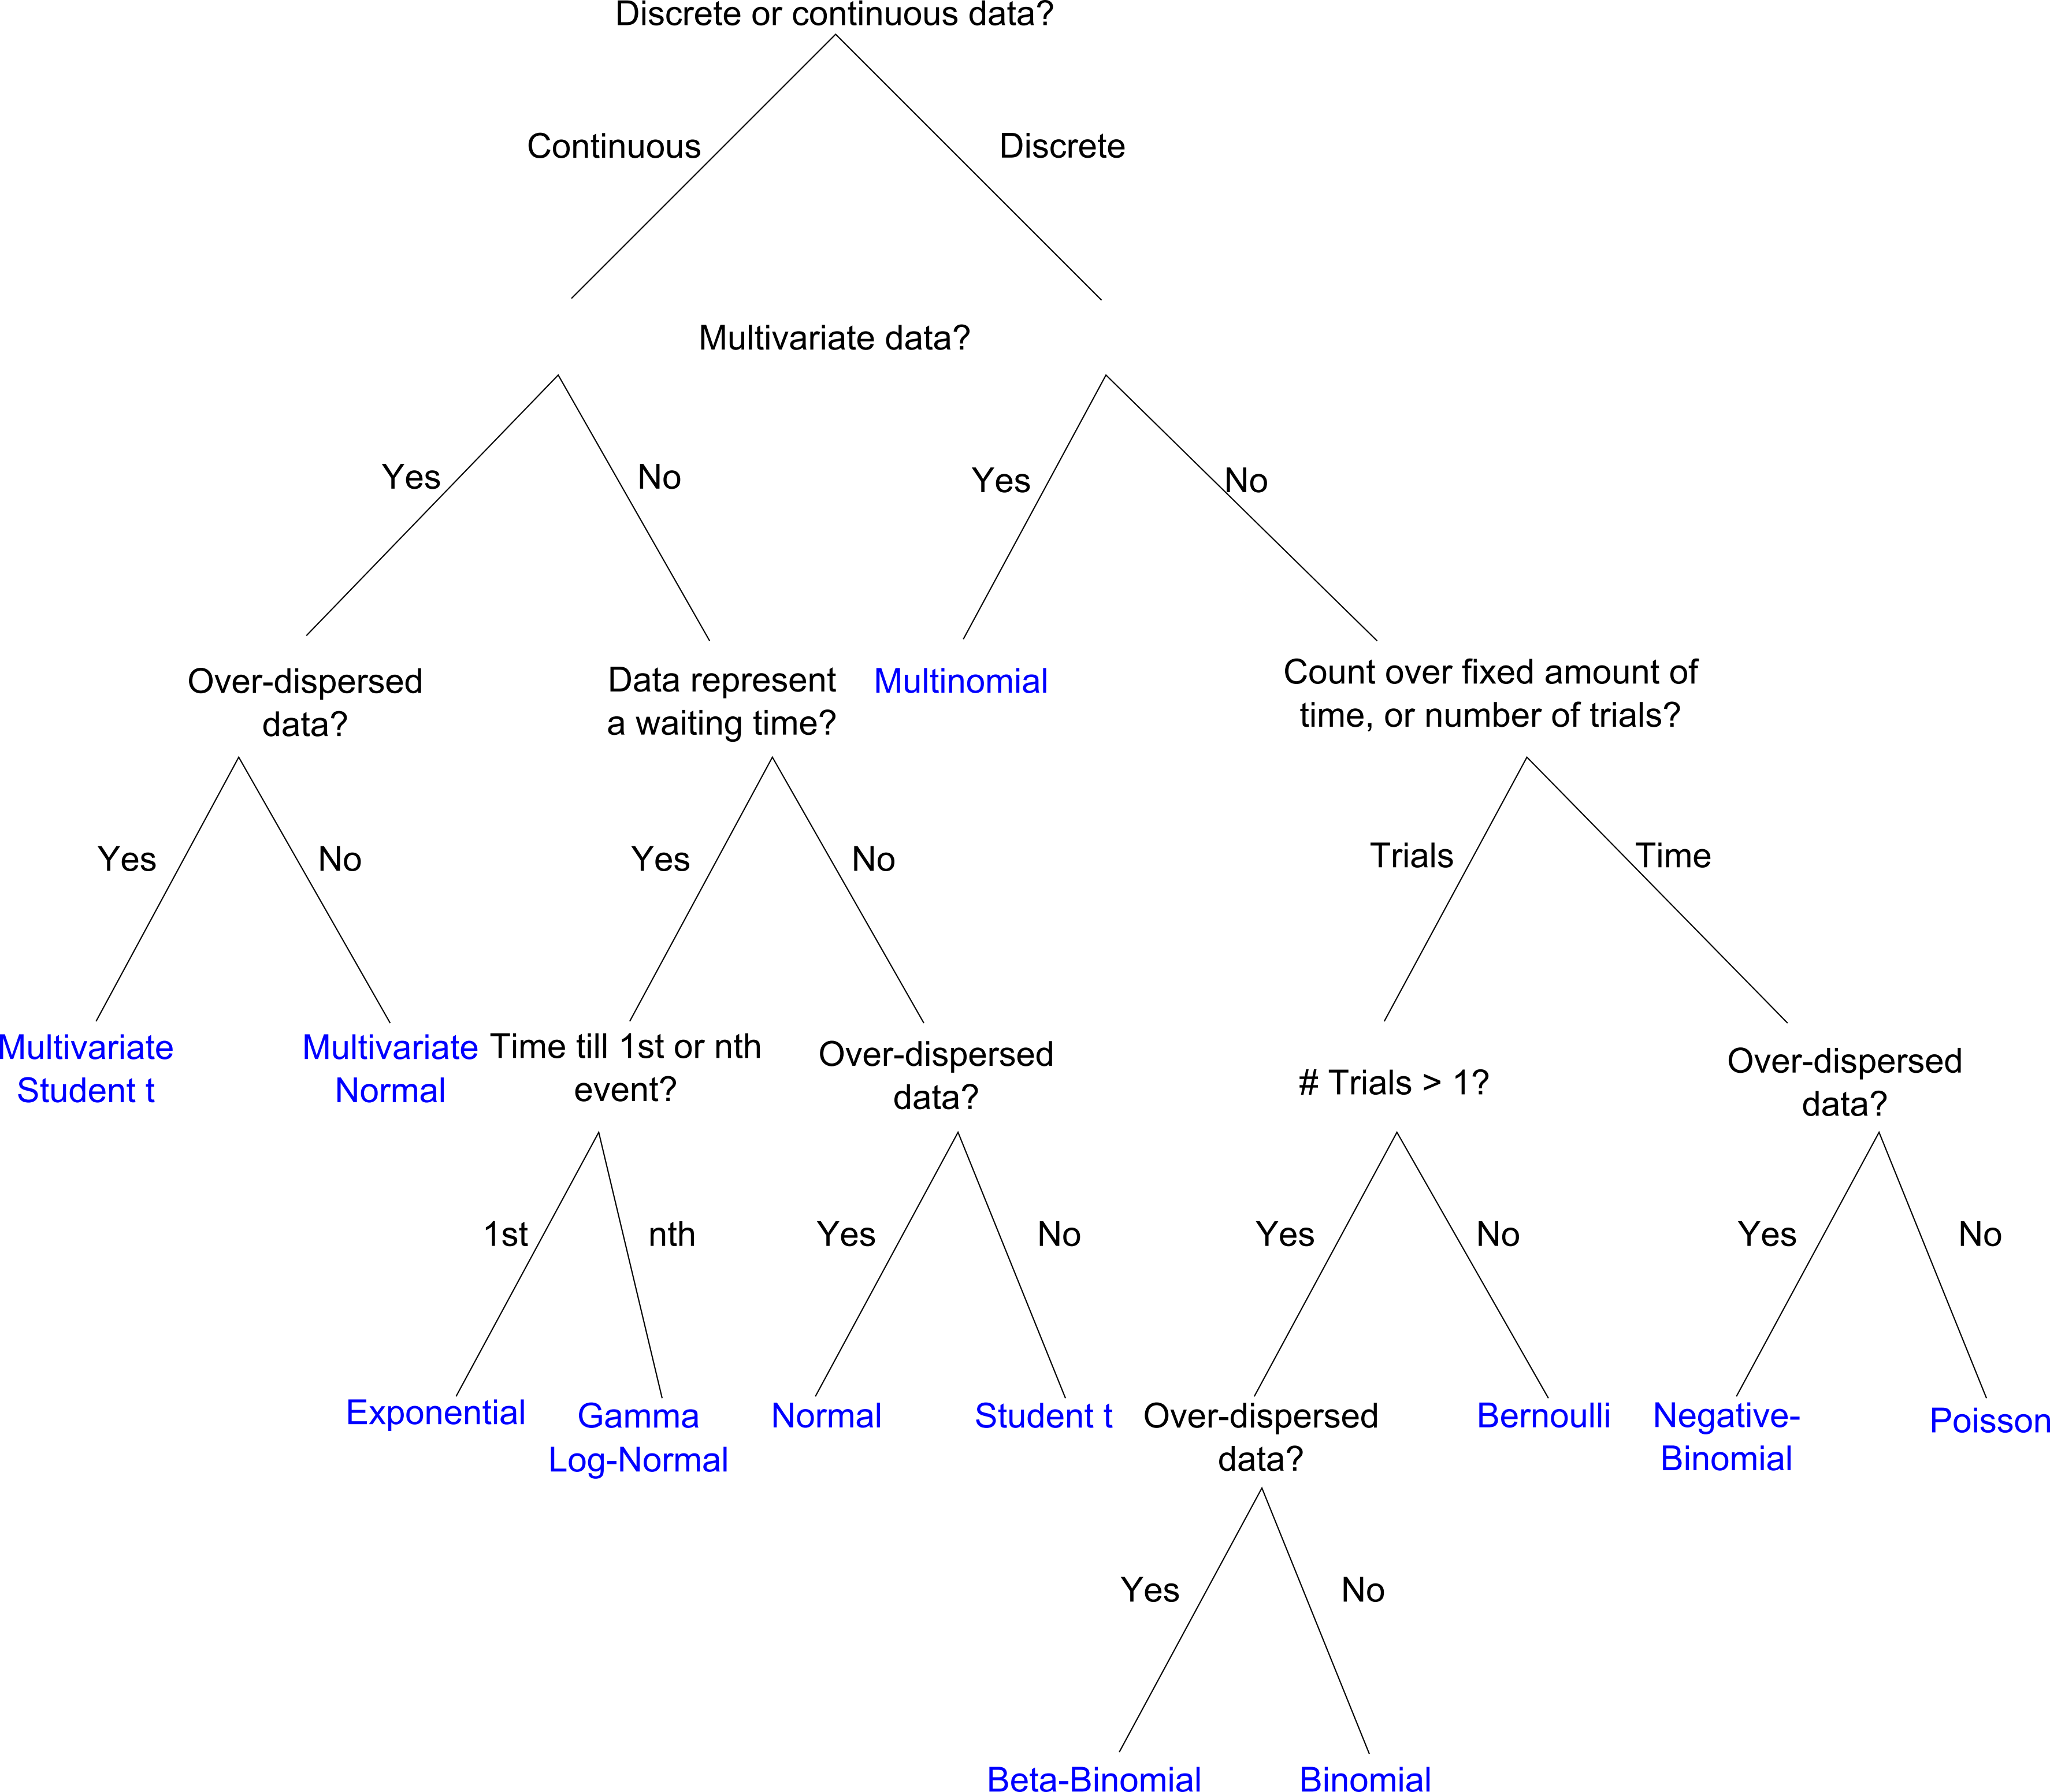 Discrete or continuous data?
Continuous
Discrete
Multivariate data?
Yes
No
Yes
No
Over-dispersed
data?
Data represent
a waiting time?
Multinomial
Count over fixed amount of
time, or number of trials?
Yes
No
Yes
No
Trials
Time
Multivariate
Student t
Multivariate
Normal
Time till 1st or nth
event?
Over-dispersed
data?
# Trials > 1?
Over-dispersed
data?
1st
nth
Yes
No
Yes
No
Yes
No
Exponential
Gamma
Log-Normal
Normal
Student t
Over-dispersed
data?
Bernoulli
Negative-
Binomial
Poisson
Yes
No
Beta-Binomial
Binomial